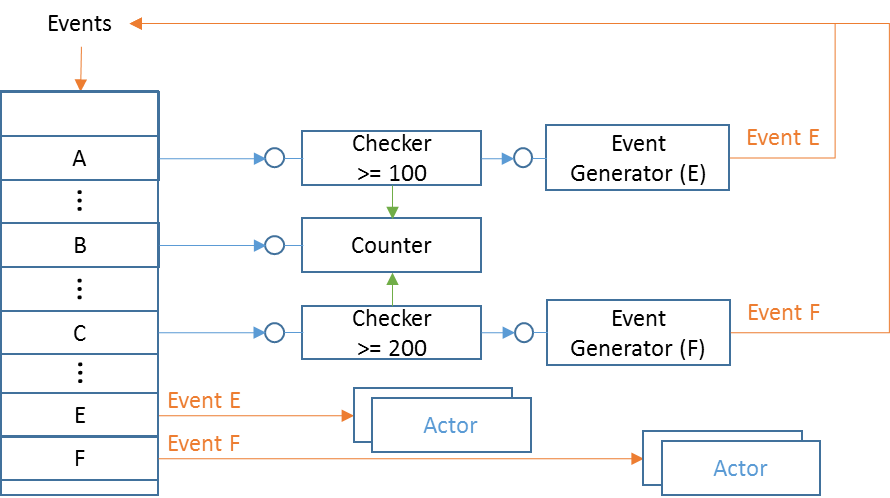 Events
A
Checker
>= 100
Event
Generator (E)
Event E
⋮
B
Counter
⋮
C
Checker
>= 200
Event
Generator (F)
Event F
⋮
E
Event E
Actor
F
Event F
Actor